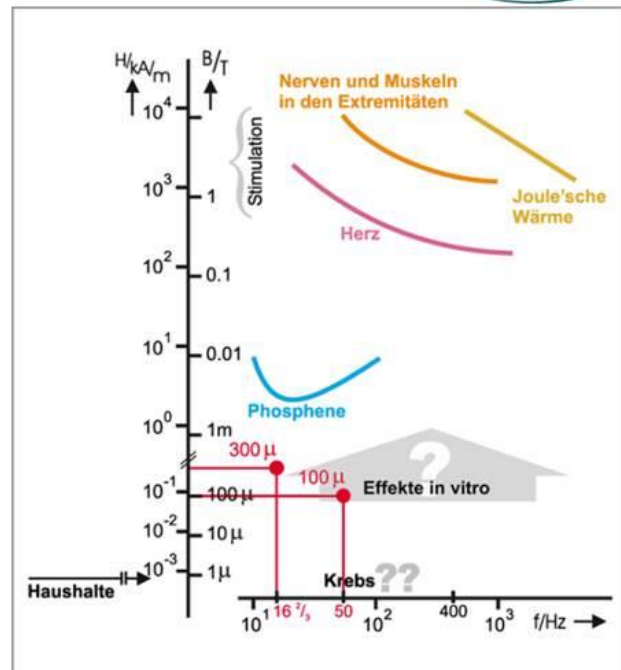 H/kA/m
B/T
10⁴
10³
10²
10¹
10⁰
10⁻¹
10⁻²
10⁻³
1
0.1
0.01
1m
100 µ
10 µ
1 µ
Stimulation
Nerven und Muskeln
in den Extremitäten
Joule'sche
Wärme
Herz
Phosphene
300 µ
100 µ
?
Effekte in vitro
Krebs ??
Haushalte
10¹
16 ²/₃
50
10²
400
10³
f/Hz